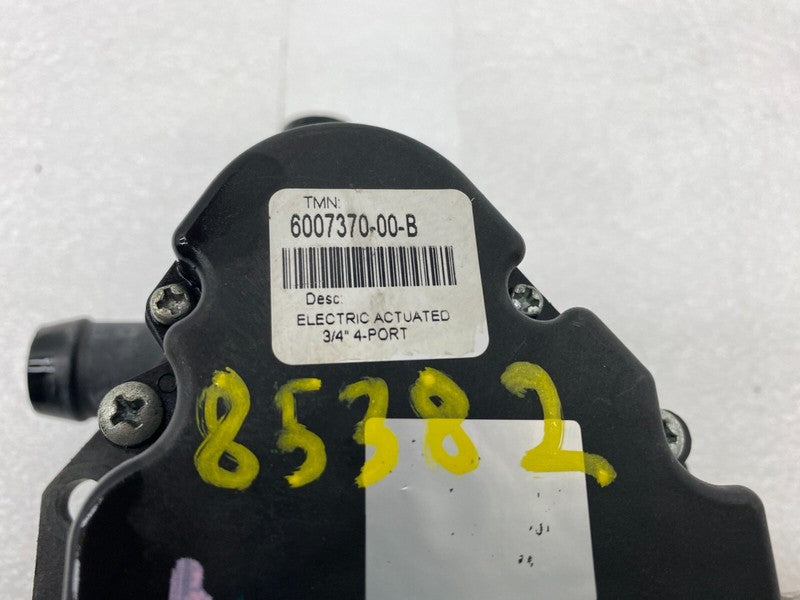 TMN:
6007370-00-B
Desc:
ELECTRIC ACTUATED
3/4" 4-PORT
85382